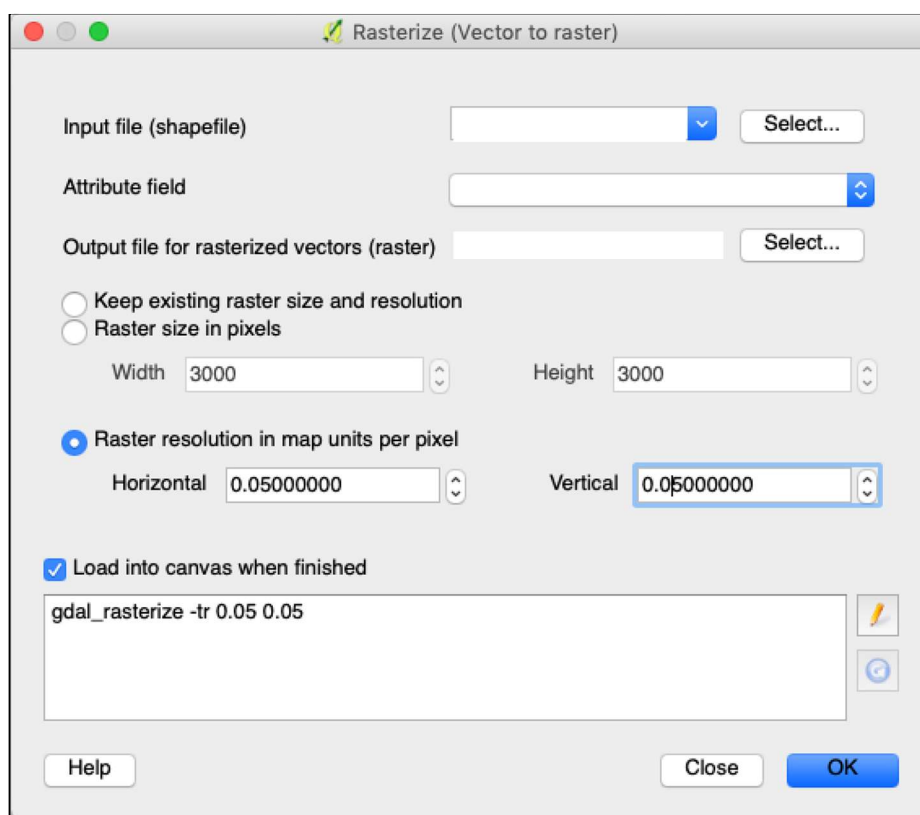 Rasterize (Vector to raster)
Input file (shapefile)
Select...
Attribute field
Output file for rasterized vectors (raster)
Select...
Keep existing raster size and resolution
Raster size in pixels
Width 3000 Height 3000
Raster resolution in map units per pixel
Horizontal 0.05000000 Vertical 0.05000000
Load into canvas when finished
gdal_rasterize -tr 0.05 0.05
Help Close OK